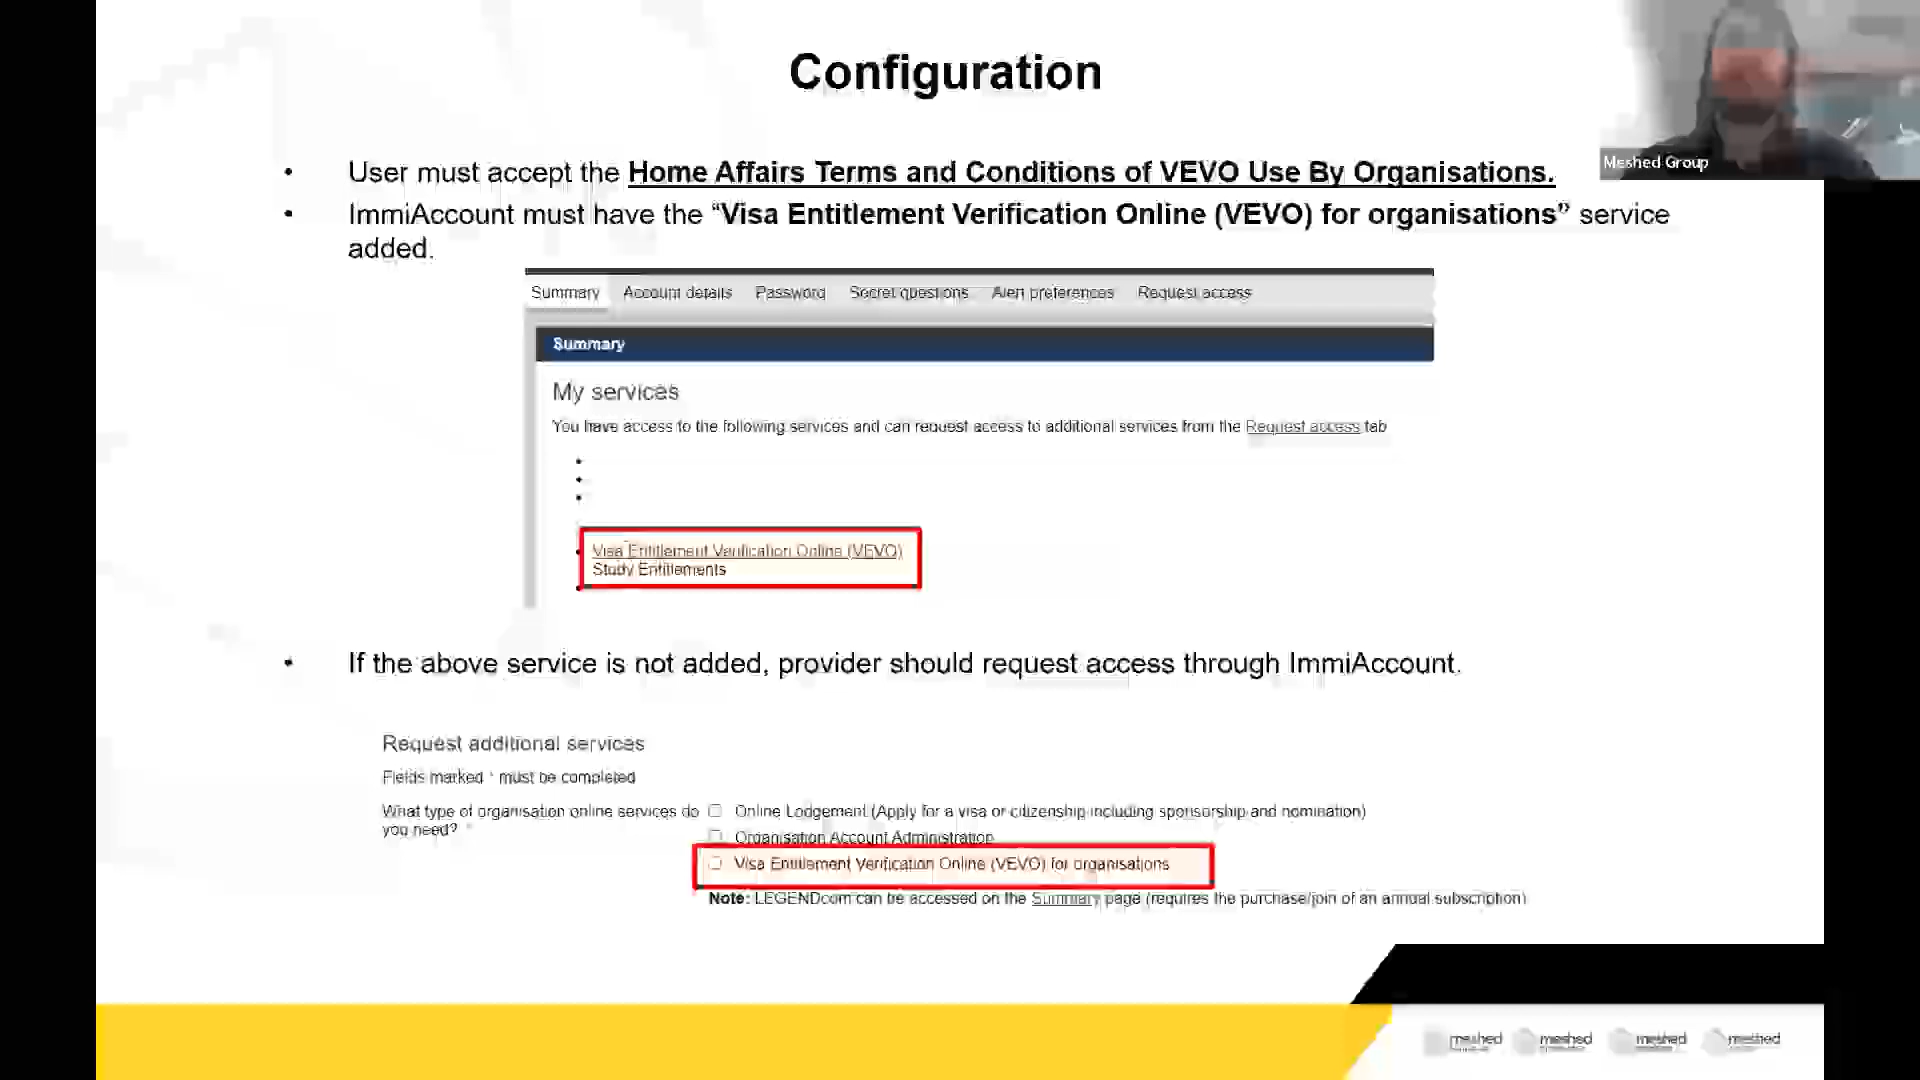 Configuration
Meshed Group
• User must accept the Home Affairs Terms and Conditions of VEVO Use By Organisations.
• ImmiAccount must have the “Visa Entitlement Verification Online (VEVO) for organisations” service
added.
Summary Account details Password Secret questions Alert preferences Request access
Summary
My services
You have access to the following services and can request access to additional services from the Request access tab
Visa Entitlement Verification Online (VEVO)
Study Entitlements
• If the above service is not added, provider should request access through ImmiAccount.
Request additional services
Fields marked * must be completed
What type of organisation online services do
you need? *
Online Lodgement (Apply for a visa or citizenship including sponsorship and nomination)
Organisation Account Administration
Visa Entitlement Verification Online (VEVO) for organisations
Note: LEGENDcom can be accessed on the Summary page (requires the purchase/join of an annual subscription)
meshed meshed meshed meshed